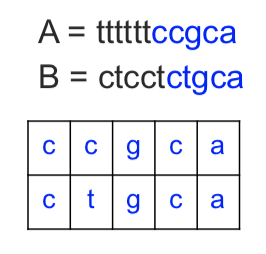 A = ttttttccgca
B = ctcctctgca
c c g c a
c t g c a